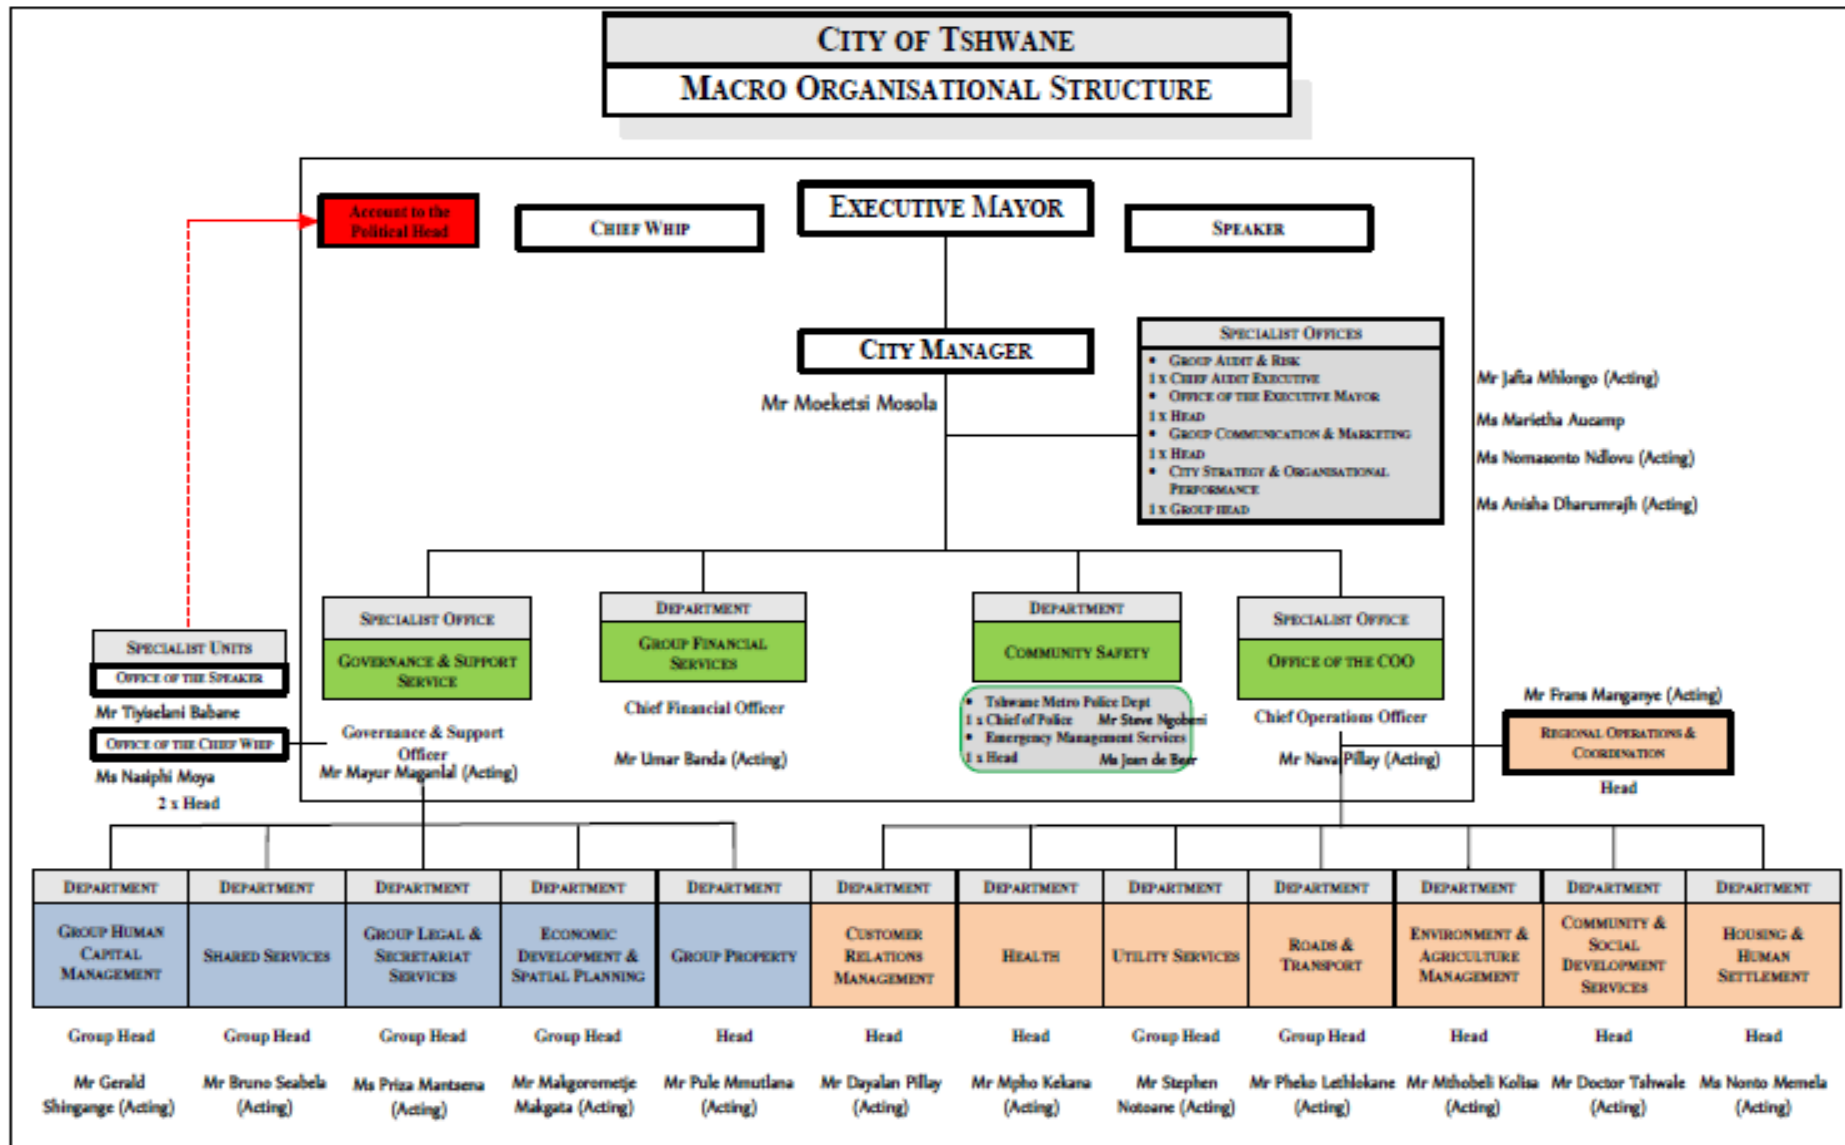 CITY OF TSHWANE
MACRO ORGANISATIONAL STRUCTURE
Account to the
Political Head
CHIEF WHIP
EXECUTIVE MAYOR
SPEAKER
CITY MANAGER
Mr Moeketsi Mosola
SPECIALIST OFFICES
• GROUP AUDIT & RISK
1 x CHIEF AUDIT EXECUTIVE
• OFFICE OF THE EXECUTIVE MAYOR
1 x HEAD
• GROUP COMMUNICATION & MARKETING
1 x HEAD
• CITY STRATEGY & ORGANISATIONAL
PERFORMANCE
1 x GROUP HEAD
Mr Jafta Mhlongo (Acting)
Ms Marietha Aucamp
Ms Nomasonto Ndlovu (Acting)
Ms Anisha Dharumrajh (Acting)
SPECIALIST UNITS
OFFICE OF THE SPEAKER
Mr Tiyiselani Babane
OFFICE OF THE CHIEF WHIP
Ms Nasiphi Moya
2 x Head
SPECIALIST OFFICE
GOVERNANCE & SUPPORT
SERVICE
Governance & Support
Officer
Mr Mayur Maganlal (Acting)
DEPARTMENT
GROUP FINANCIAL
SERVICES
Chief Financial Officer
Mr Umar Banda (Acting)
DEPARTMENT
COMMUNITY SAFETY
• Tshwane Metro Police Dept
1 x Chief of Police Mr Steve Ngobeni
• Emergency Management Services
1 x Head Ms Joan de Beer
SPECIALIST OFFICE
OFFICE OF THE COO
Chief Operations Officer
Mr Nava Pillay (Acting)
Mr Frans Manganye (Acting)
REGIONAL OPERATIONS &
COORDINATION
Head
DEPARTMENT
GROUP HUMAN
CAPITAL
MANAGEMENT
Group Head
Mr Gerald
Shingange (Acting)
DEPARTMENT
SHARED SERVICES
Group Head
Mr Bruno Seabela
(Acting)
DEPARTMENT
GROUP LEGAL &
SECRETARIAT
SERVICES
Group Head
Ms Priza Mantsena
(Acting)
DEPARTMENT
ECONOMIC
DEVELOPMENT &
SPATIAL PLANNING
Group Head
Mr Makgorometje
Makgata (Acting)
DEPARTMENT
GROUP PROPERTY
Head
Mr Pule Mmutlana
(Acting)
DEPARTMENT
CUSTOMER
RELATIONS
MANAGEMENT
Head
Mr Dayalan Pillay
(Acting)
DEPARTMENT
HEALTH
Head
Mr Mpho Kekana
(Acting)
DEPARTMENT
UTILITY SERVICES
Group Head
Mr Stephen
Notoane (Acting)
DEPARTMENT
ROADS &
TRANSPORT
Group Head
Mr Pheko Lethlokane
(Acting)
DEPARTMENT
ENVIRONMENT &
AGRICULTURE
MANAGEMENT
Head
Mr Mthobeli Kolisa
(Acting)
DEPARTMENT
COMMUNITY &
SOCIAL
DEVELOPMENT
SERVICES
Head
Mr Doctor Tshwale
(Acting)
DEPARTMENT
HOUSING &
HUMAN
SETTLEMENT
Head
Ms Nonto Memela
(Acting)